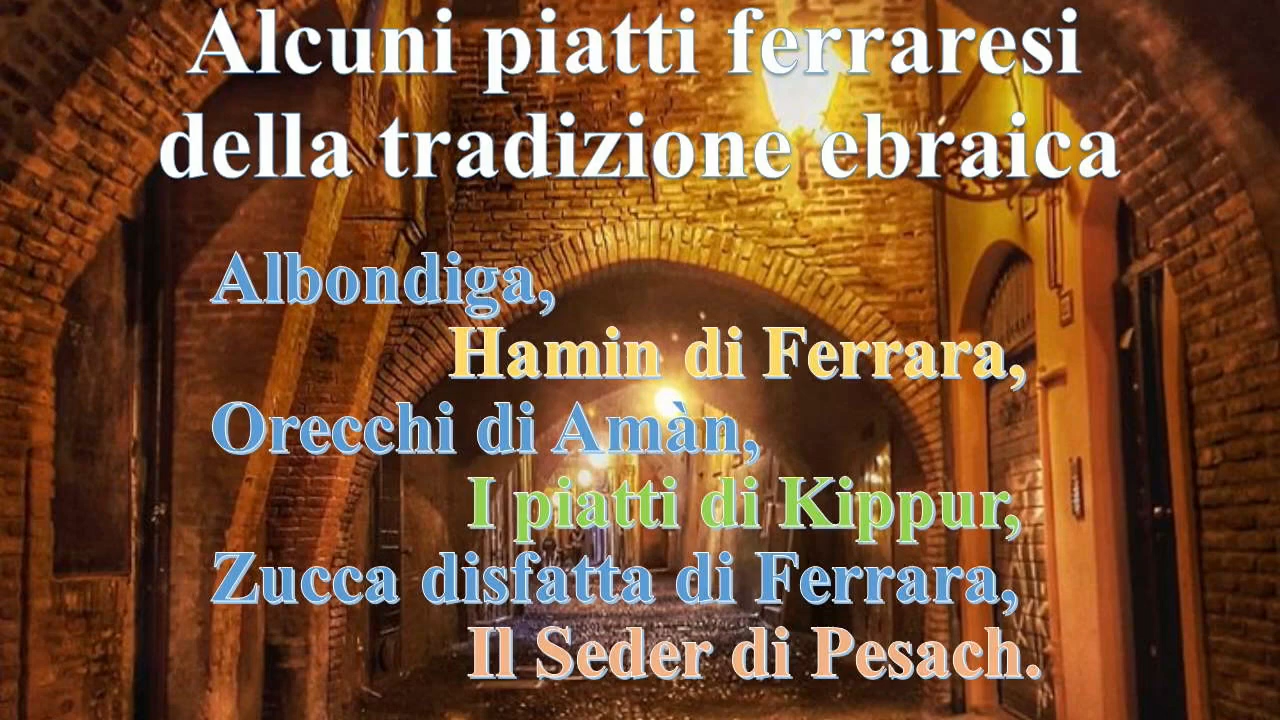 Alcuni piatti ferraresi
della tradizione ebraica
Albondiga,
Hamin di Ferrara,
Orecchi di Amàn,
I piatti di Kippur,
Zucca disfatta di Ferrara,
Il Seder di Pesach.